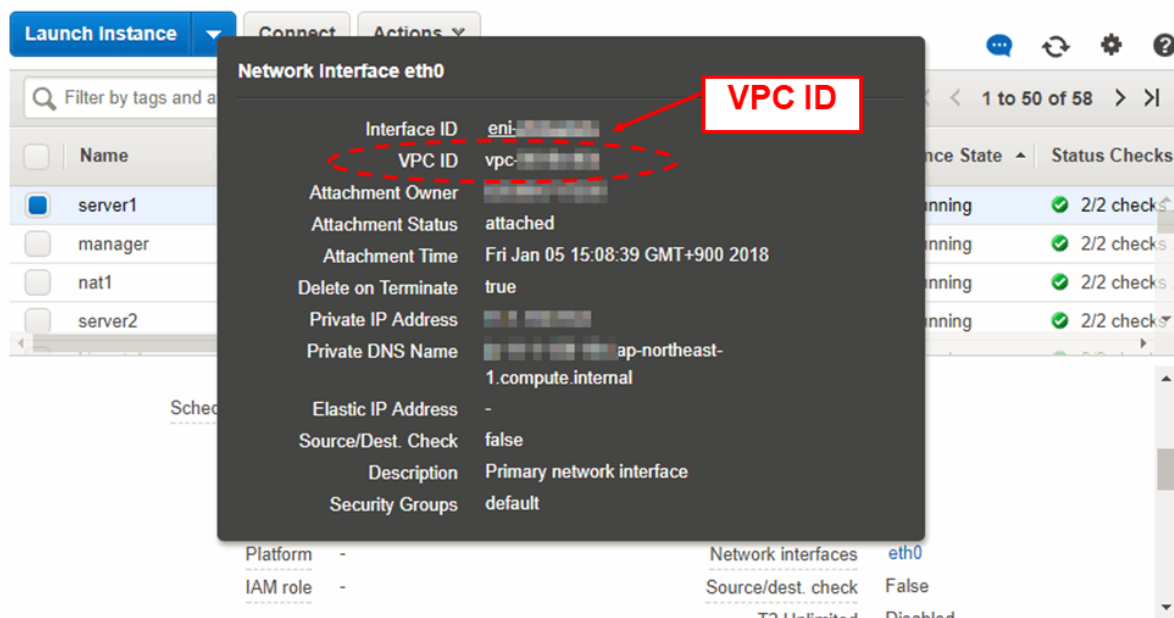 Launch Instance Connect Actions
Network Interface eth0
VPC ID
Filter by tags and a
1 to 50 of 58
Interface ID eni-
Name
nce State Status Checks
VPC ID vpc-
Attachment Owner
server1
nning 2/2 checks
Attachment Status attached
manager
nning 2/2 checks
Attachment Time Fri Jan 05 15:08:39 GMT+900 2018
nat1
nning 2/2 checks
Delete on Terminate true
server2
nning 2/2 checks
Private IP Address
Private DNS Name ap-northeast-
1.compute.internal
Sched
Elastic IP Address -
Source/Dest. Check false
Description Primary network interface
Security Groups default
Platform -
Network interfaces eth0
IAM role -
Source/dest. check False
T2 Unlimited Disabled